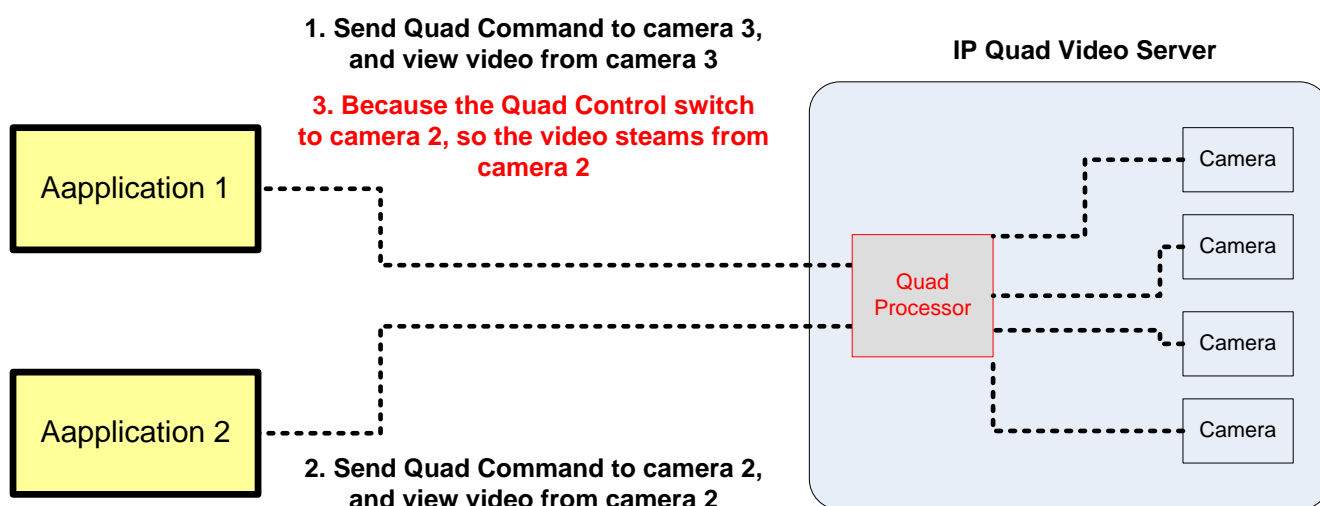 1. Send Quad Command to camera 3,
and view video from camera 3
IP Quad Video Server
3. Because the Quad Control switch
to camera 2, so the video steams from
camera 2
Aapplication 1
Camera
Camera
Quad
Processor
Camera
Aapplication 2
Camera
2. Send Quad Command to camera 2,
and view video from camera 2